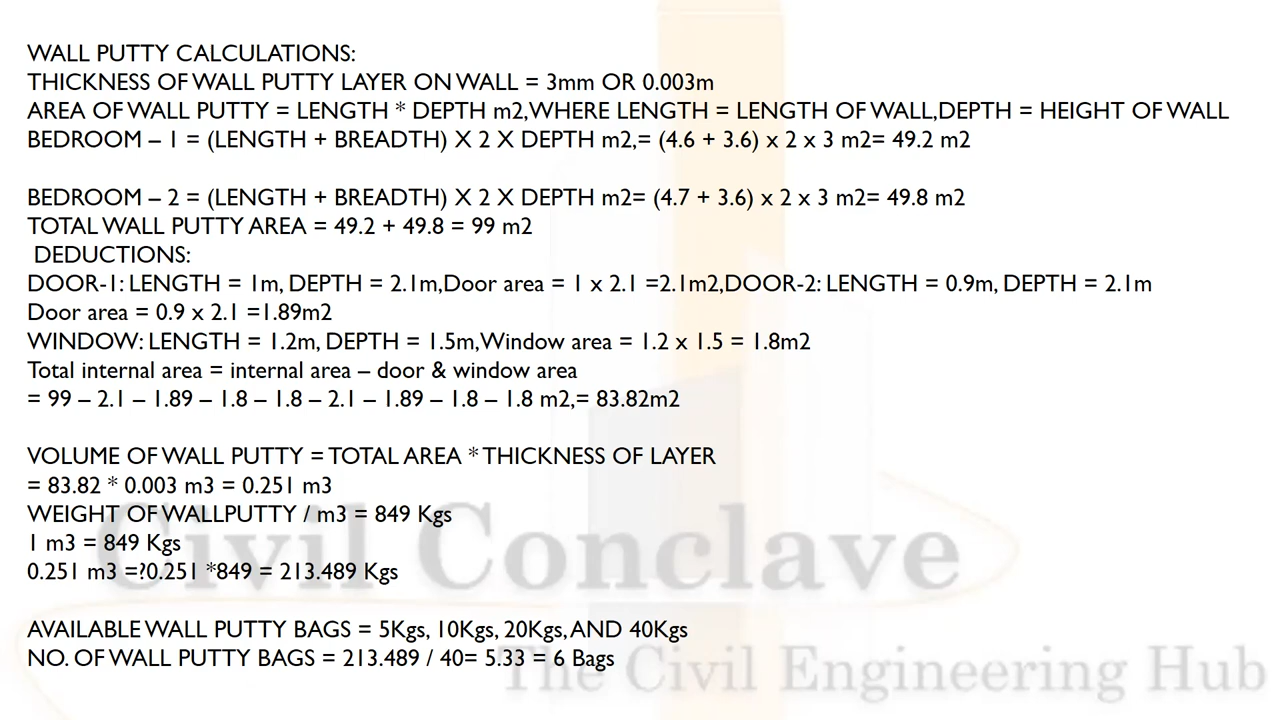 WALL PUTTY CALCULATIONS:
THICKNESS OF WALL PUTTY LAYER ON WALL = 3mm OR 0.003m
AREA OF WALL PUTTY = LENGTH * DEPTH m2,WHERE LENGTH = LENGTH OF WALL,DEPTH = HEIGHT OF WALL
BEDROOM – 1 = (LENGTH + BREADTH) X 2 X DEPTH m2,= (4.6 + 3.6) x 2 x 3 m2= 49.2 m2
BEDROOM – 2 = (LENGTH + BREADTH) X 2 X DEPTH m2= (4.7 + 3.6) x 2 x 3 m2= 49.8 m2
TOTAL WALL PUTTY AREA = 49.2 + 49.8 = 99 m2
DEDUCTIONS:
DOOR-1: LENGTH = 1m, DEPTH = 2.1m,Door area = 1 x 2.1 =2.1m2,DOOR-2: LENGTH = 0.9m, DEPTH = 2.1m
Door area = 0.9 x 2.1 =1.89m2
WINDOW: LENGTH = 1.2m, DEPTH = 1.5m,Window area = 1.2 x 1.5 = 1.8m2
Total internal area = internal area – door & window area
= 99 – 2.1 – 1.89 – 1.8 – 1.8 – 2.1 – 1.89 – 1.8 – 1.8 m2,= 83.82m2
VOLUME OF WALL PUTTY = TOTAL AREA * THICKNESS OF LAYER
= 83.82 * 0.003 m3 = 0.251 m3
WEIGHT OF WALLPUTTY / m3 = 849 Kgs
1 m3 = 849 Kgs
0.251 m3 =?0.251 *849 = 213.489 Kgs
AVAILABLE WALL PUTTY BAGS = 5Kgs, 10Kgs, 20Kgs, AND 40Kgs
NO. OF WALL PUTTY BAGS = 213.489 / 40= 5.33 = 6 Bags
Civil Conclave
The Civil Engineering Hub